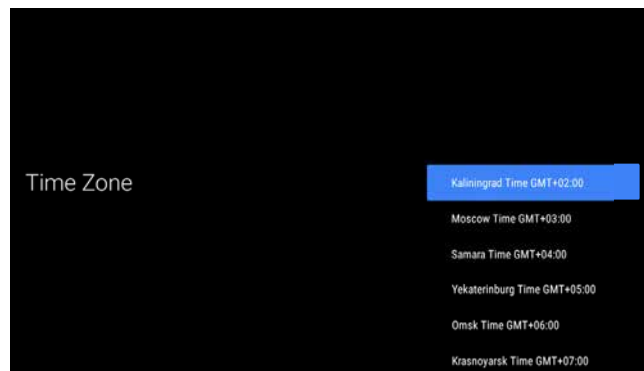 Time Zone
Kaliningrad Time GMT+02:00
Moscow Time GMT+03:00
Samara Time GMT+04:00
Yekaterinburg Time GMT+05:00
Omsk Time GMT+06:00
Krasnoyarsk Time GMT+07:00